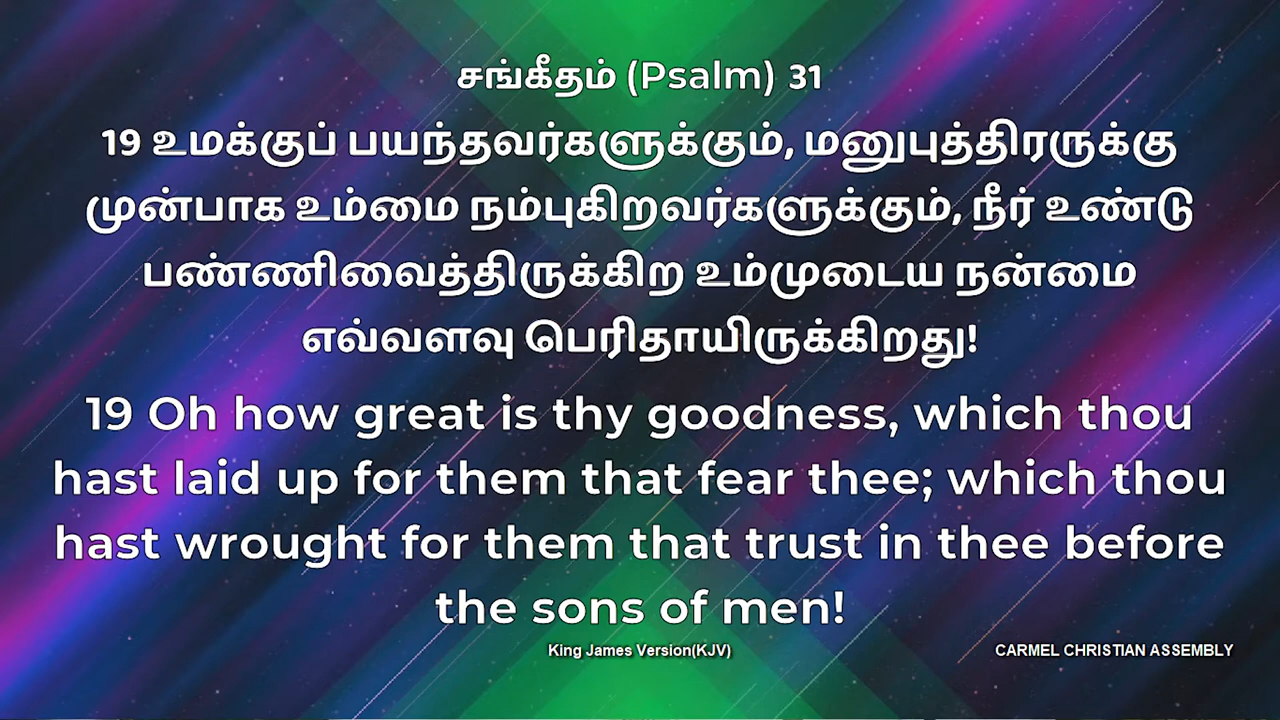 சங்கீதம் (Psalm) 31
19 உமக்குப் பயந்தவர்களுக்கும், மனுபுத்திரருக்கு
முன்பாக உம்மை நம்புகிறவர்களுக்கும், நீர் உண்டு
பண்ணிவைத்திருக்கிற உம்முடைய நன்மை
எவ்வளவு பெரிதாயிருக்கிறது!
19 Oh how great is thy goodness, which thou
hast laid up for them that fear thee; which thou
hast wrought for them that trust in thee before
the sons of men!
King James Version(KJV)
CARMEL CHRISTIAN ASSEMBLY